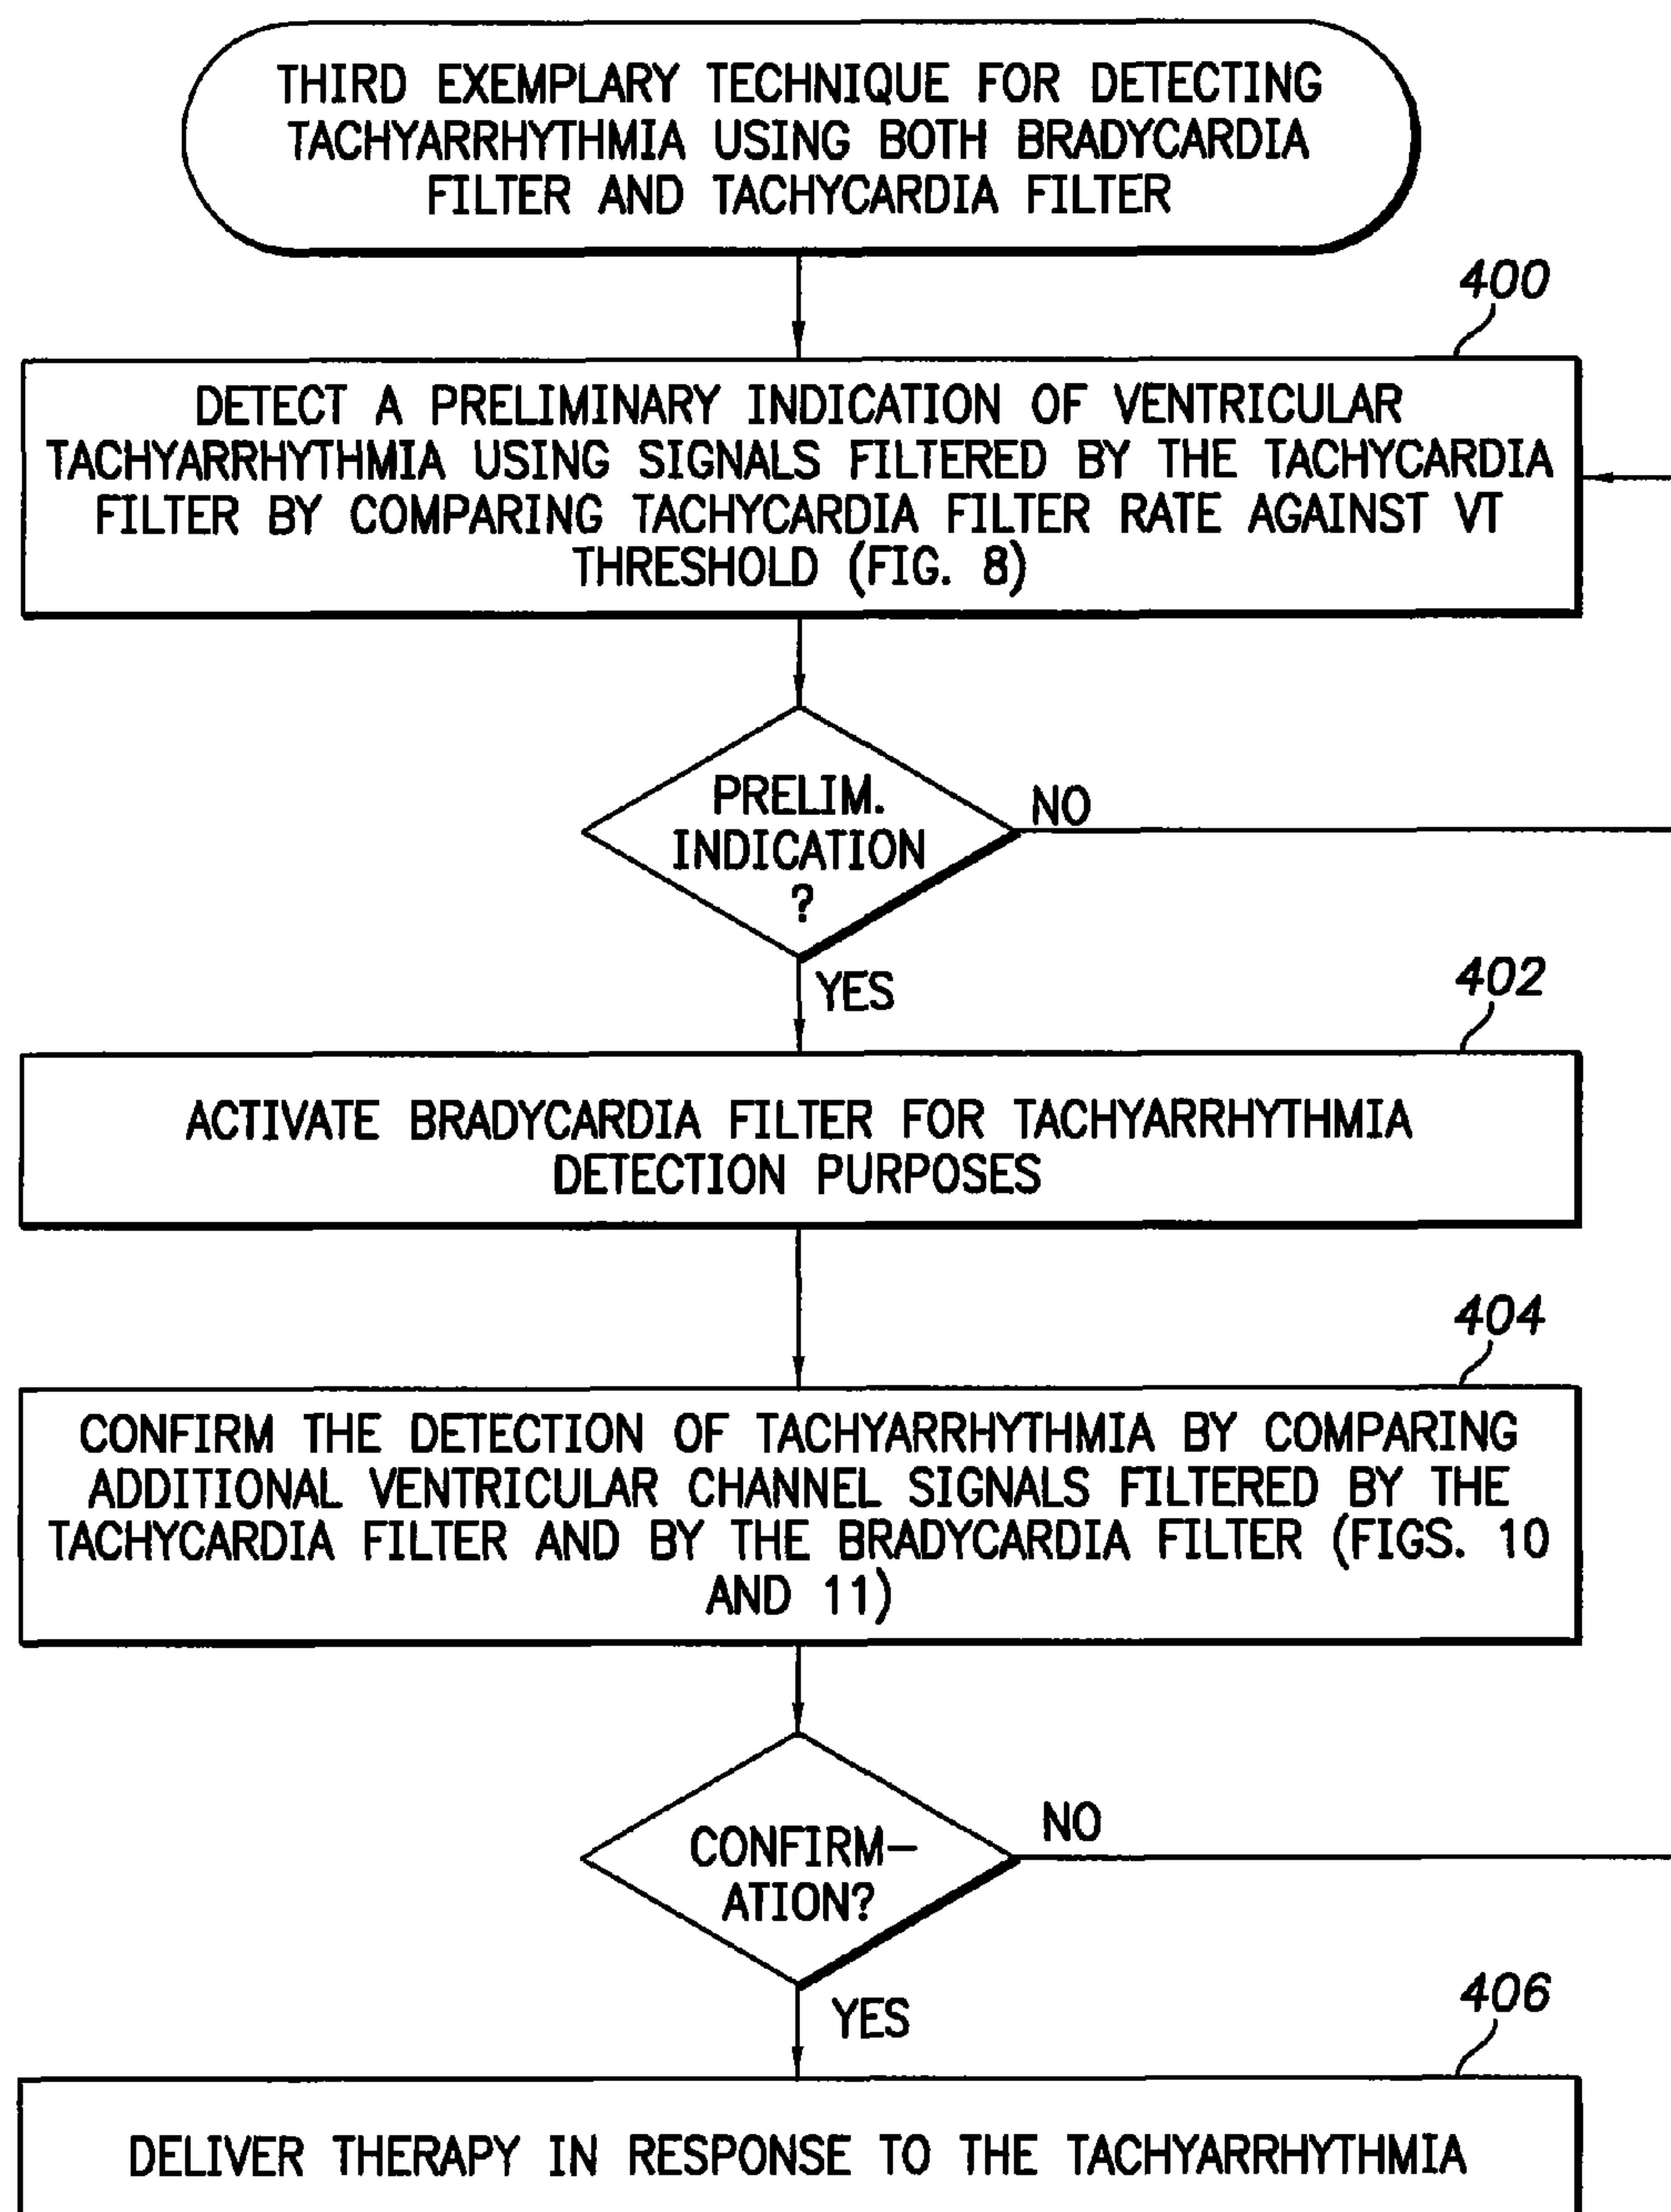 THIRD EXEMPLARY TECHNIQUE FOR DETECTING
TACHYARRHYTHMIA USING BOTH BRADYCARDIA
FILTER AND TACHYCARDIA FILTER
400
DETECT A PRELIMINARY INDICATION OF VENTRICULAR
TACHYARRHYTHMIA USING SIGNALS FILTERED BY THE TACHYCARDIA
FILTER BY COMPARING TACHYCARDIA FILTER RATE AGAINST VT
THRESHOLD (FIG. 8)
PRELIM.
INDICATION
?
NO
YES
402
ACTIVATE BRADYCARDIA FILTER FOR TACHYARRHYTHMIA
DETECTION PURPOSES
404
CONFIRM THE DETECTION OF TACHYARRHYTHMIA BY COMPARING
ADDITIONAL VENTRICULAR CHANNEL SIGNALS FILTERED BY THE
TACHYCARDIA FILTER AND BY THE BRADYCARDIA FILTER (FIGS. 10
AND 11)
CONFIRM–
ATION?
NO
YES
406
DELIVER THERAPY IN RESPONSE TO THE TACHYARRHYTHMIA